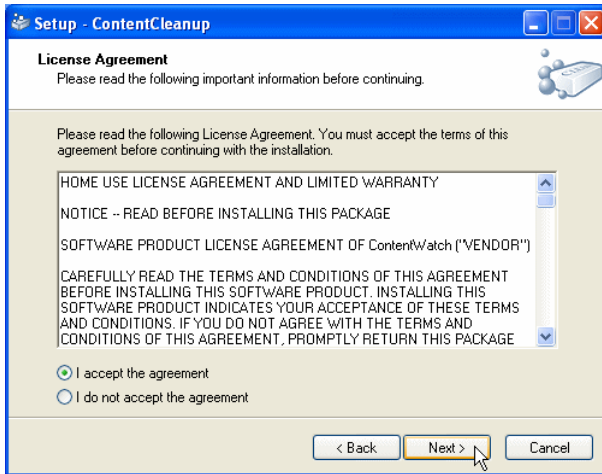 Setup - ContentCleanup
License Agreement
Please read the following important information before continuing.
Please read the following License Agreement. You must accept the terms of this
agreement before continuing with the installation.
HOME USE LICENSE AGREEMENT AND LIMITED WARRANTY
NOTICE -- READ BEFORE INSTALLING THIS PACKAGE
SOFTWARE PRODUCT LICENSE AGREEMENT OF ContentWatch ("VENDOR")
CAREFULLY READ THE TERMS AND CONDITIONS OF THIS AGREEMENT
BEFORE INSTALLING THIS SOFTWARE PRODUCT. INSTALLING THIS
SOFTWARE PRODUCT INDICATES YOUR ACCEPTANCE OF THESE TERMS
AND CONDITIONS. IF YOU DO NOT AGREE WITH THE TERMS AND
CONDITIONS OF THIS AGREEMENT, PROMPTLY RETURN THIS PACKAGE
I accept the agreement
I do not accept the agreement
< Back
Next >
Cancel